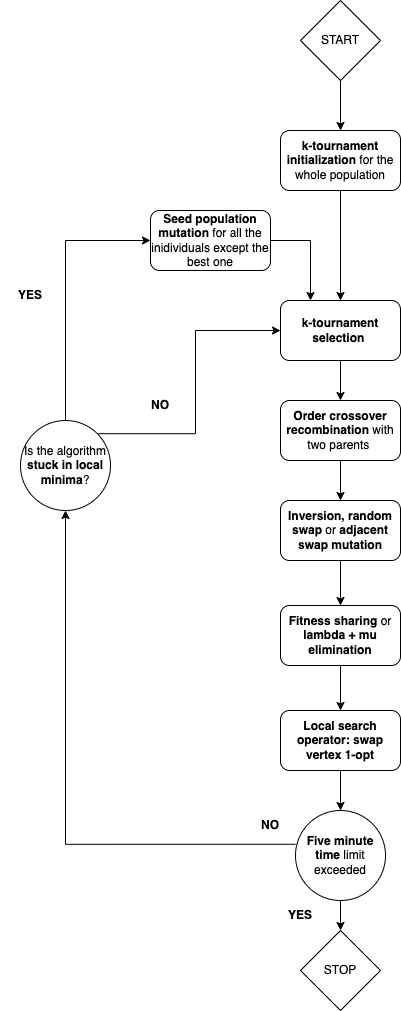 START
k-tournament
initialization for the
whole population
Seed population
mutation for all the
inidividuals except the
best one
YES
k-tournament
selection
NO
Order crossover
recombination with
two parents
Is the algorithm
stuck in local
minima?
Inversion, random
swap or adjacent
swap mutation
Fitness sharing or
lambda + mu
elimination
Local search
operator: swap
vertex 1-opt
NO
Five minute
time limit
exceeded
YES
STOP